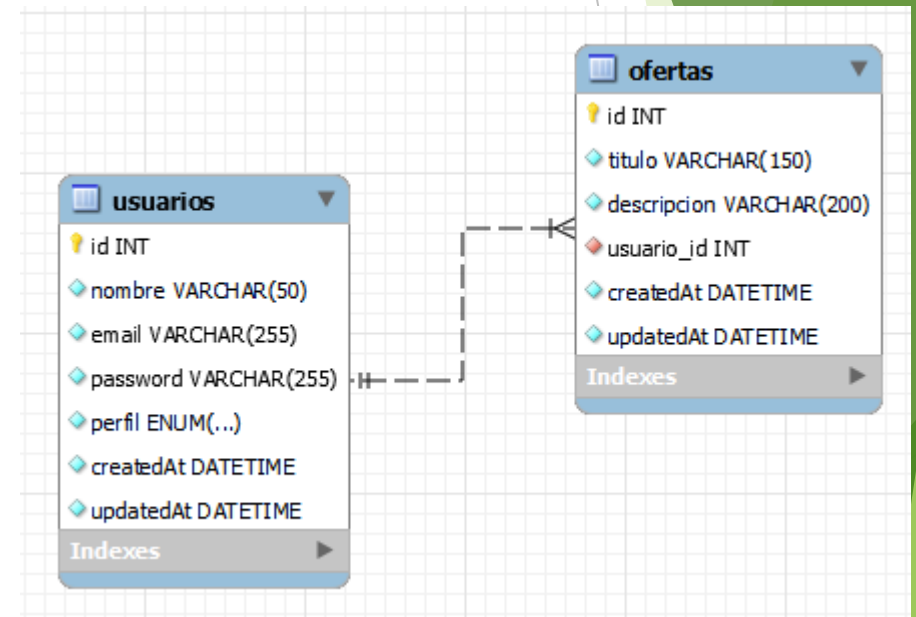 usuarios
id INT
nombre VARCHAR(50)
email VARCHAR(255)
password VARCHAR(255)
perfil ENUM(...)
createdAt DATETIME
updatedAt DATETIME
Indexes
ofertas
id INT
titulo VARCHAR(150)
descripcion VARCHAR(200)
usuario_id INT
createdAt DATETIME
updatedAt DATETIME
Indexes